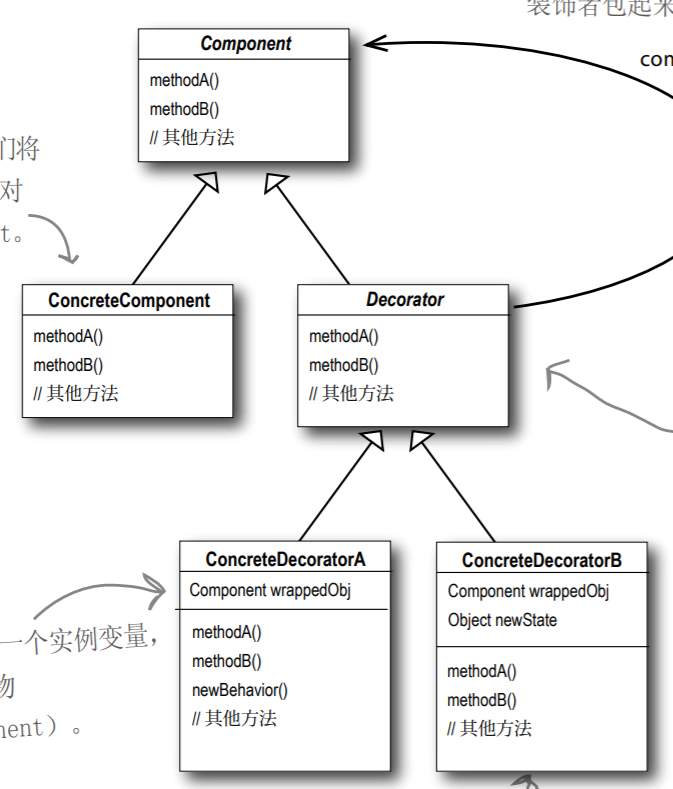 装饰者包起来
Component
com
methodA()
methodB()
// 其他方法
们将
对
t。
ConcreteComponent
methodA()
methodB()
// 其他方法
Decorator
methodA()
methodB()
// 其他方法
ConcreteDecoratorA
Component wrappedObj
methodA()
methodB()
newBehavior()
// 其他方法
ConcreteDecoratorB
Component wrappedObj
Object newState
methodA()
methodB()
// 其他方法
一个实例变量，
物
nent）。